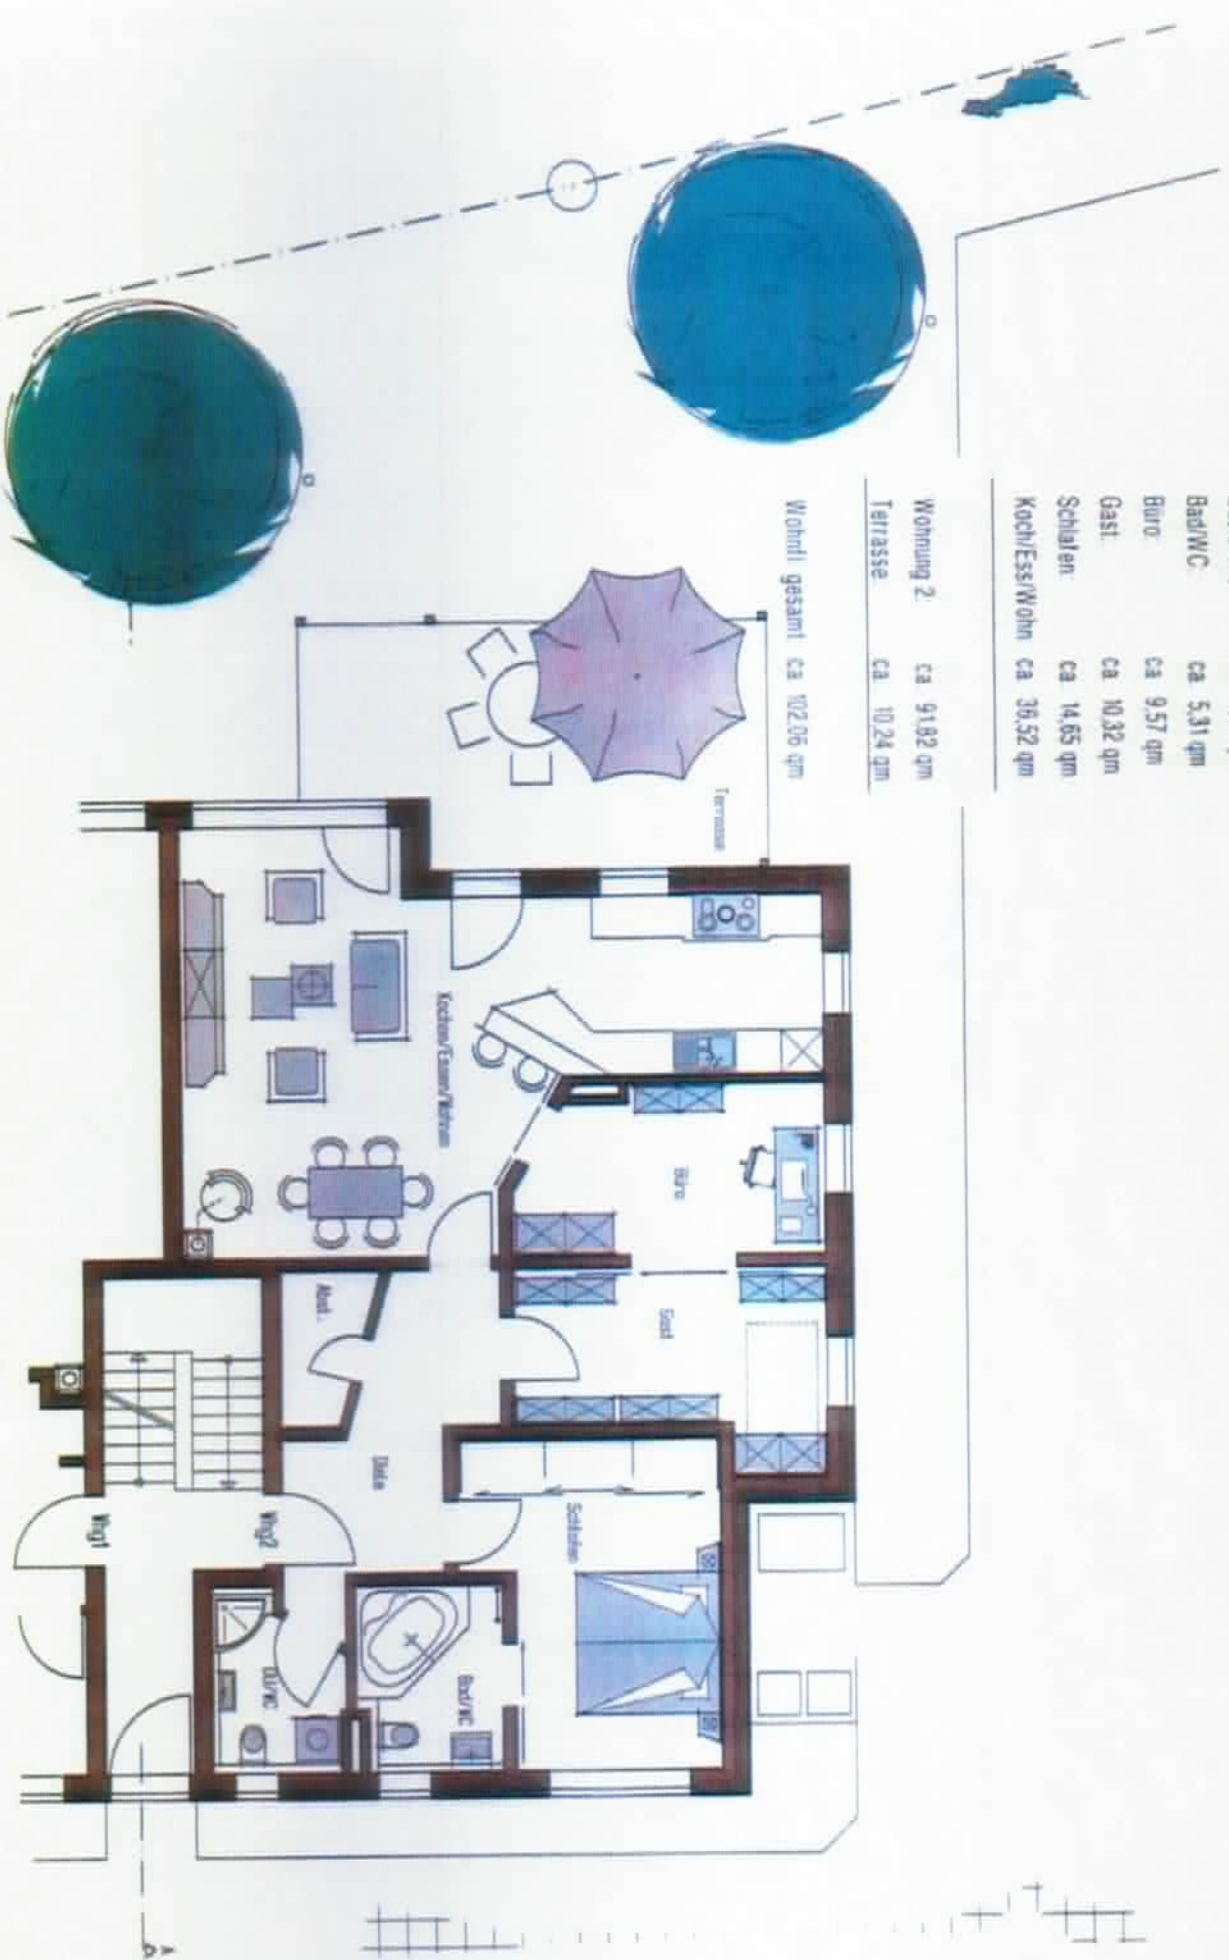 Bad/WC: ca. 5,31 qm
Büro: ca 9,57 qm
Gast: ca 10,32 qm
Schlafen: ca 14,65 qm
Koch/Ess/Wohn ca 36,52 qm
Wohnung 2: ca 91,82 qm
Terrasse ca. 10,24 qm
Wohnfl gesamt ca 102,06 qm
Terrasse
Kochen/Essen/Wohnen
Büro
Gast
Abst.
Diele
Schlafen
Whg1
Whg2
DU/WC
Bad/WC
A